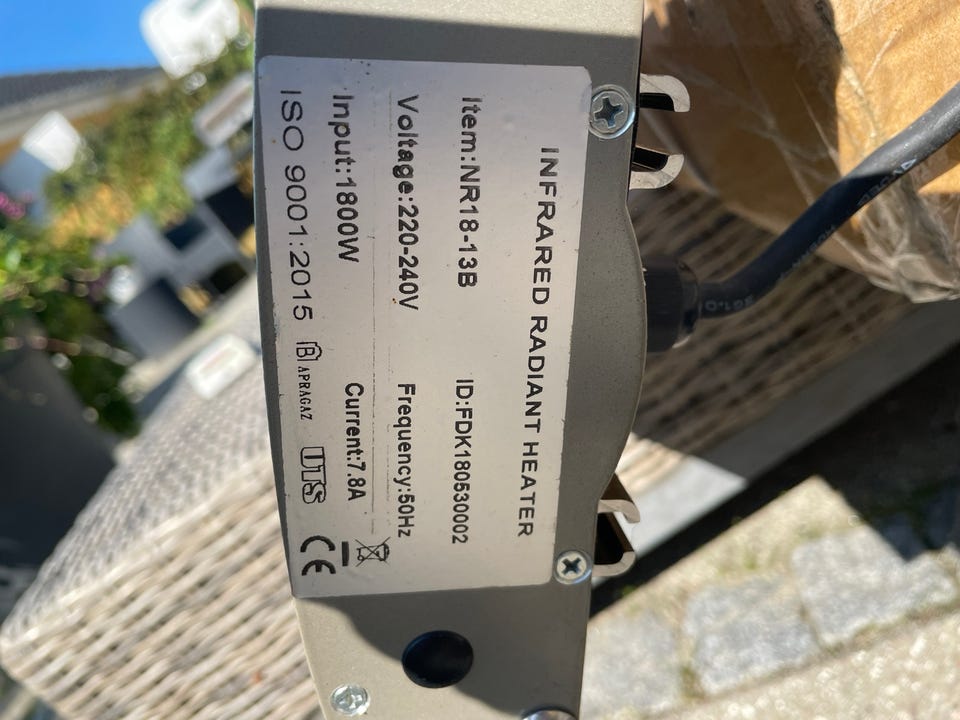 INFRARED RADIANT HEATER
Item:NR18-13B ID:FDK180530002
Voltage:220-240V Frequency:50Hz
Input:1800W Current:7.8A
ISO 9001:2015 B APRAGAZ UTS CE